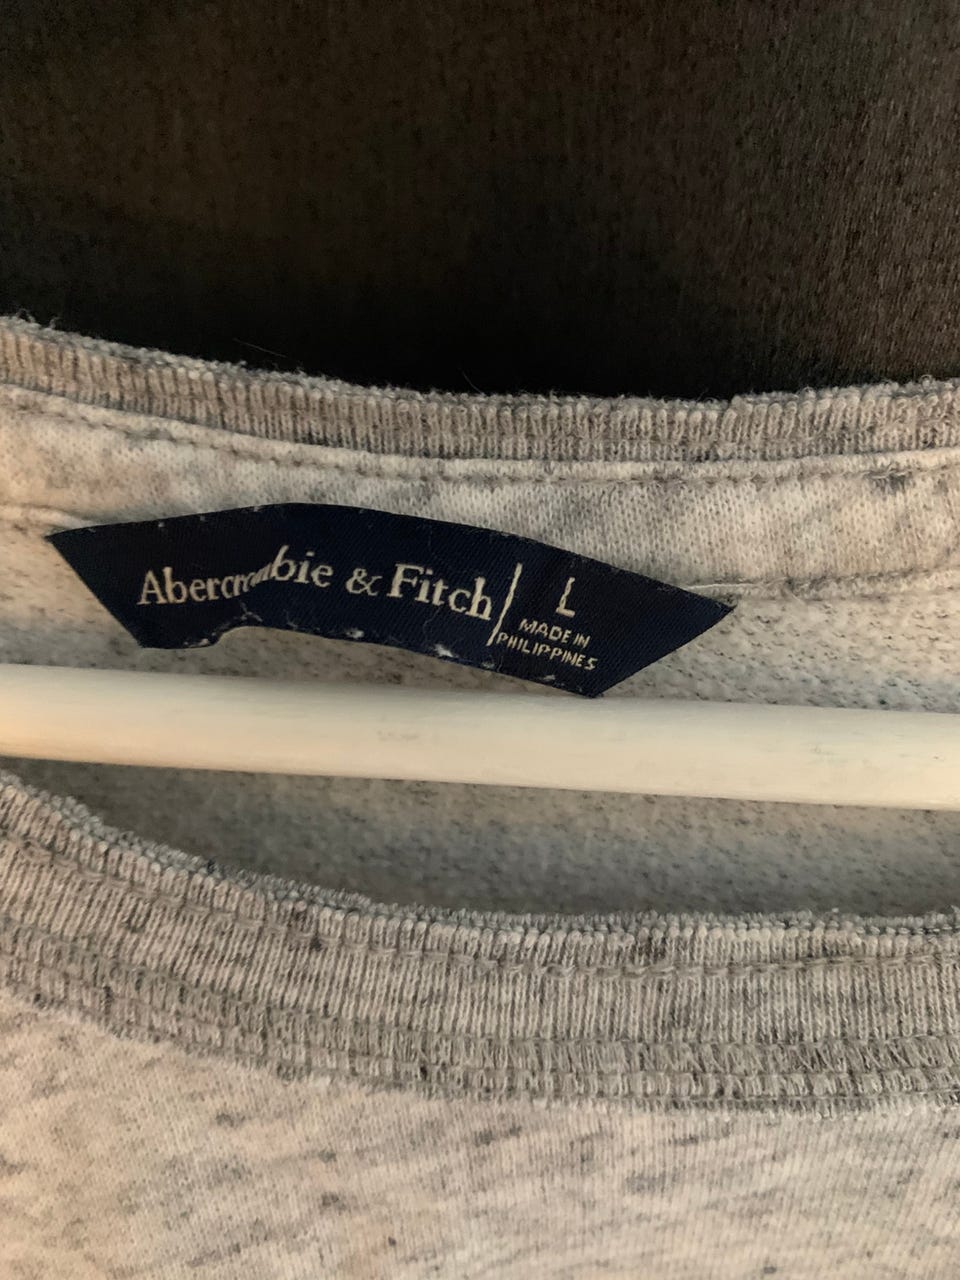 Abercrombie & Fitch
L
MADE IN
PHILIPPINES